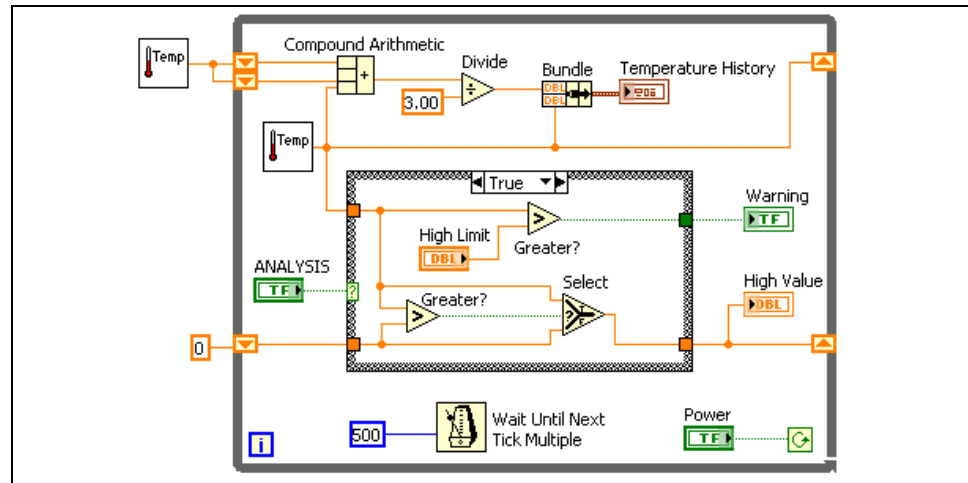 Temp
Compound Arithmetic
+
Divide
÷
3.00
Bundle
DBL
DBL
Temperature History
Temp
True
Warning
TF
>
Greater?
High Limit
DBL
ANALYSIS
TF
?
Greater?
>
Select
?
T
F
High Value
DBL
0
500
Wait Until Next
Tick Multiple
Power
TF
i